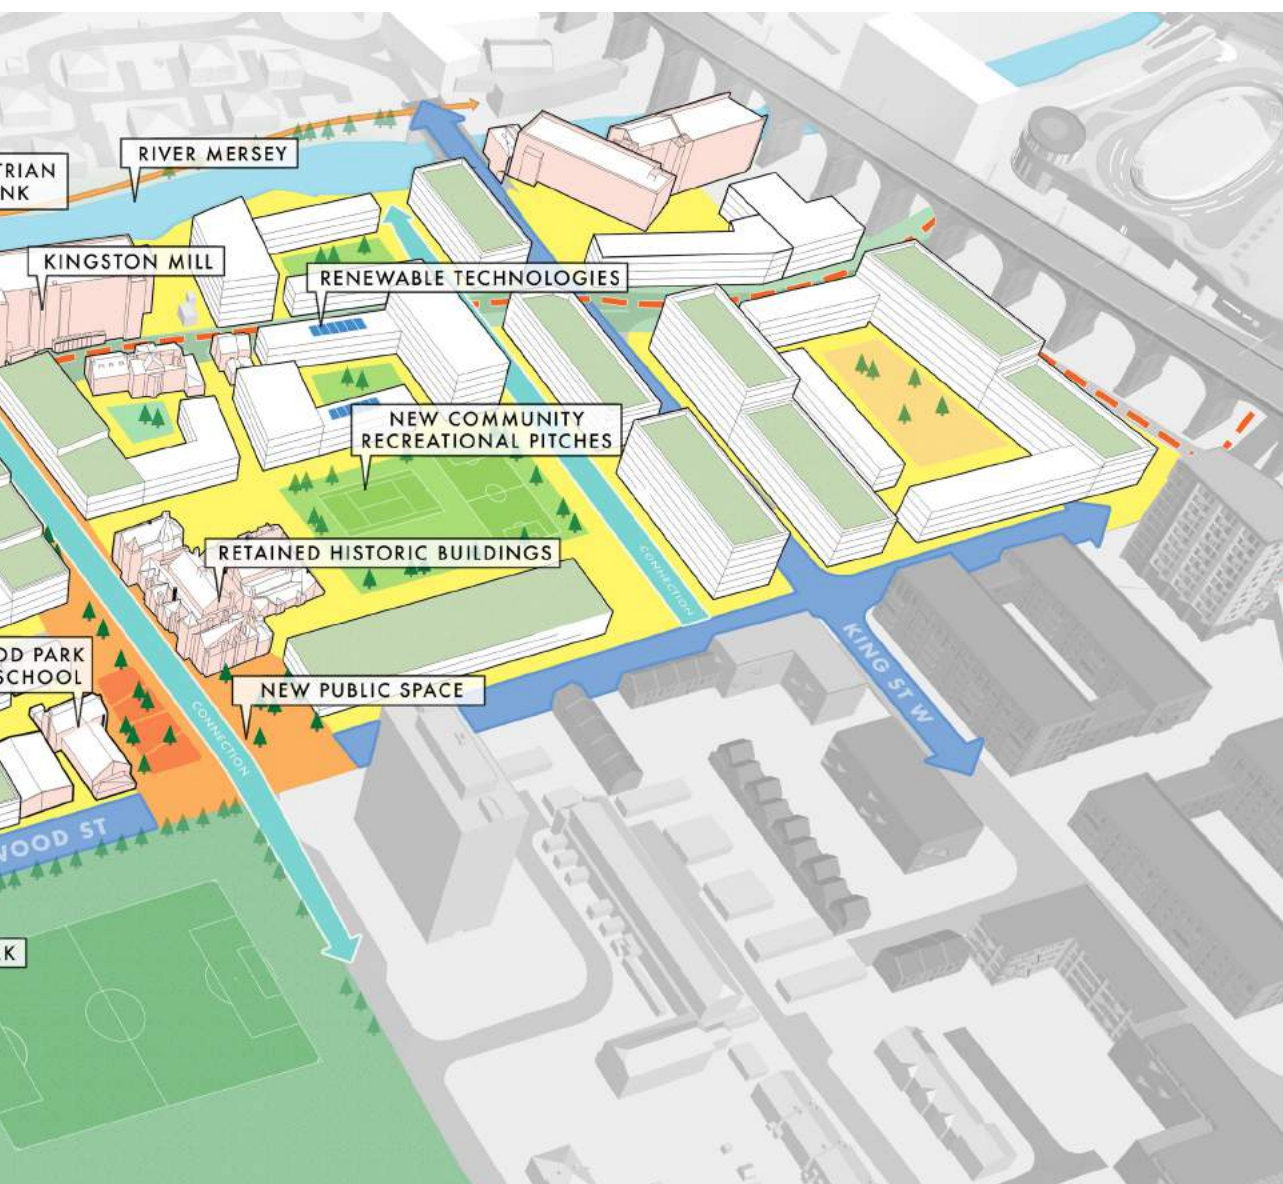 RIVER MERSEY
TRIAN
NK
KINGSTON MILL
RENEWABLE TECHNOLOGIES
NEW COMMUNITY
RECREATIONAL PITCHES
RETAINED HISTORIC BUILDINGS
CONNECTION
OD PARK
SCHOOL
NEW PUBLIC SPACE
KING ST W
CONNECTION
WOOD ST
K